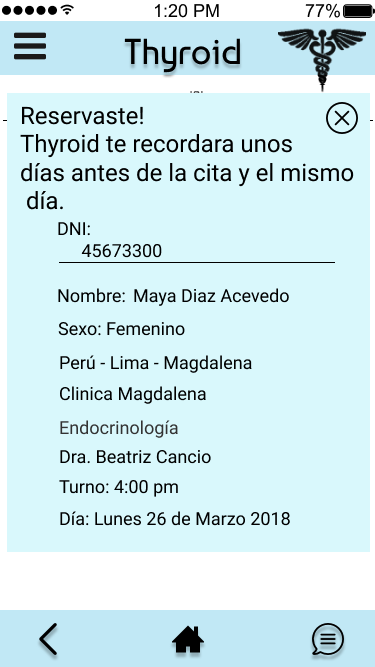 1:20 PM
77%
Thyroid
Reservaste!
Thyroid te recordara unos
días antes de la cita y el mismo
día.
DNI:
45673300
Nombre: Maya Diaz Acevedo
Sexo: Femenino
Perú - Lima - Magdalena
Clinica Magdalena
Endocrinología
Dra. Beatriz Cancio
Turno: 4:00 pm
Día: Lunes 26 de Marzo 2018